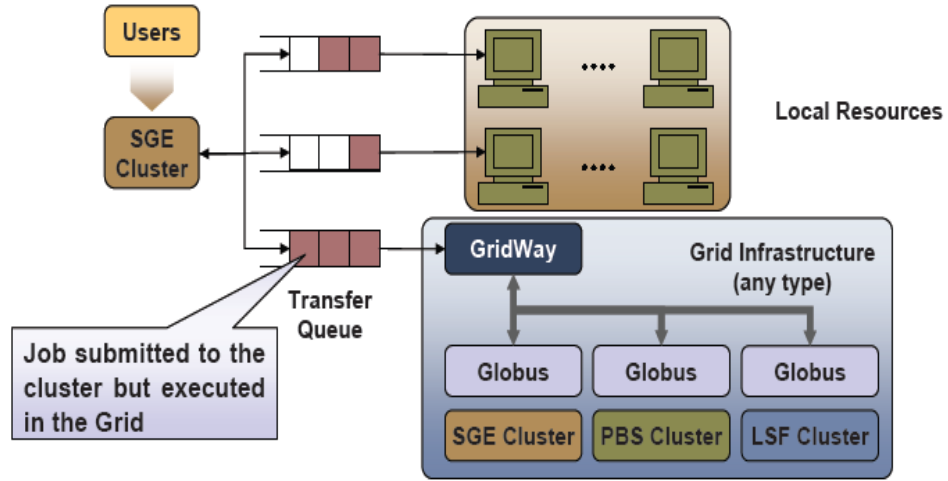 Users
SGE
Cluster
Local Resources
GridWay
Grid Infrastructure
(any type)
Transfer
Queue
Job submitted to the
cluster but executed
in the Grid
Globus
Globus
Globus
SGE Cluster
PBS Cluster
LSF Cluster